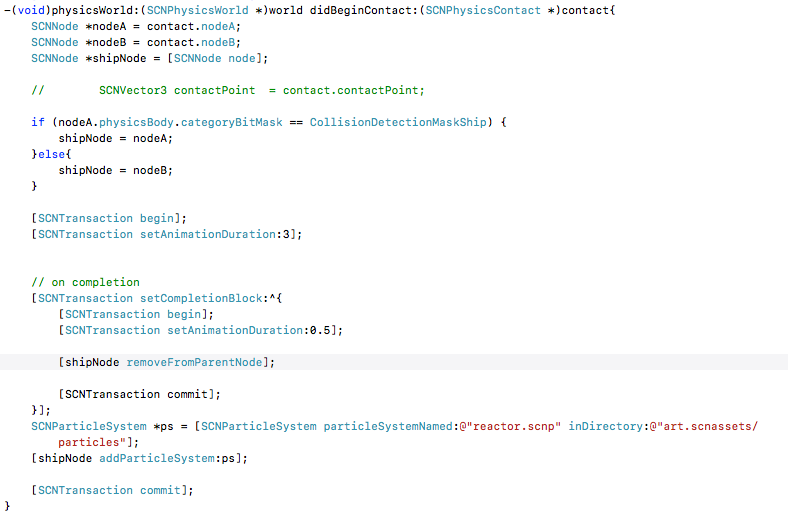 -(void)physicsWorld:(SCNPhysicsWorld *)world didBeginContact:(SCNPhysicsContact *)contact{
SCNNode *nodeA = contact.nodeA;
SCNNode *nodeB = contact.nodeB;
SCNNode *shipNode = [SCNNode node];
// SCNVector3 contactPoint = contact.contactPoint;
if (nodeA.physicsBody.categoryBitMask == CollisionDetectionMaskShip) {
shipNode = nodeA;
}else{
shipNode = nodeB;
}
[SCNTransaction begin];
[SCNTransaction setAnimationDuration:3];
// on completion
[SCNTransaction setCompletionBlock:^{
[SCNTransaction begin];
[SCNTransaction setAnimationDuration:0.5];
[shipNode removeFromParentNode];
[SCNTransaction commit];
}];
SCNParticleSystem *ps = [SCNParticleSystem particleSystemNamed:@"reactor.scnp" inDirectory:@"art.scnassets/
particles"];
[shipNode addParticleSystem:ps];
[SCNTransaction commit];
}